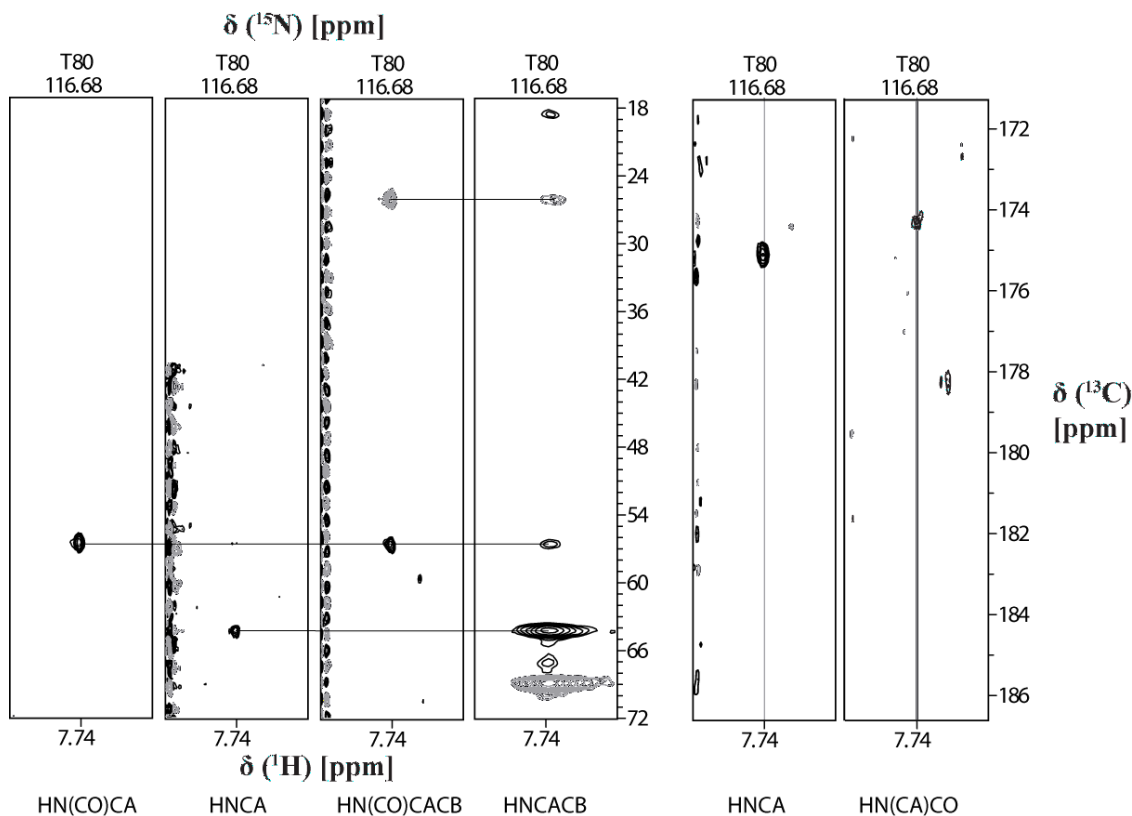 δ (¹⁵N) [ppm]
T80 T80 T80 T80 T80 T80
116.68 116.68 116.68 116.68 116.68 116.68
18
24
30
36
42
48
54
60
66
72
172
174
176
178
180
182
184
186
δ (¹³C)
[ppm]
7.74 7.74 7.74 7.74 7.74 7.74
δ (¹H) [ppm]
HN(CO)CA HNCA HN(CO)CACB HNCACB HNCA HN(CA)CO